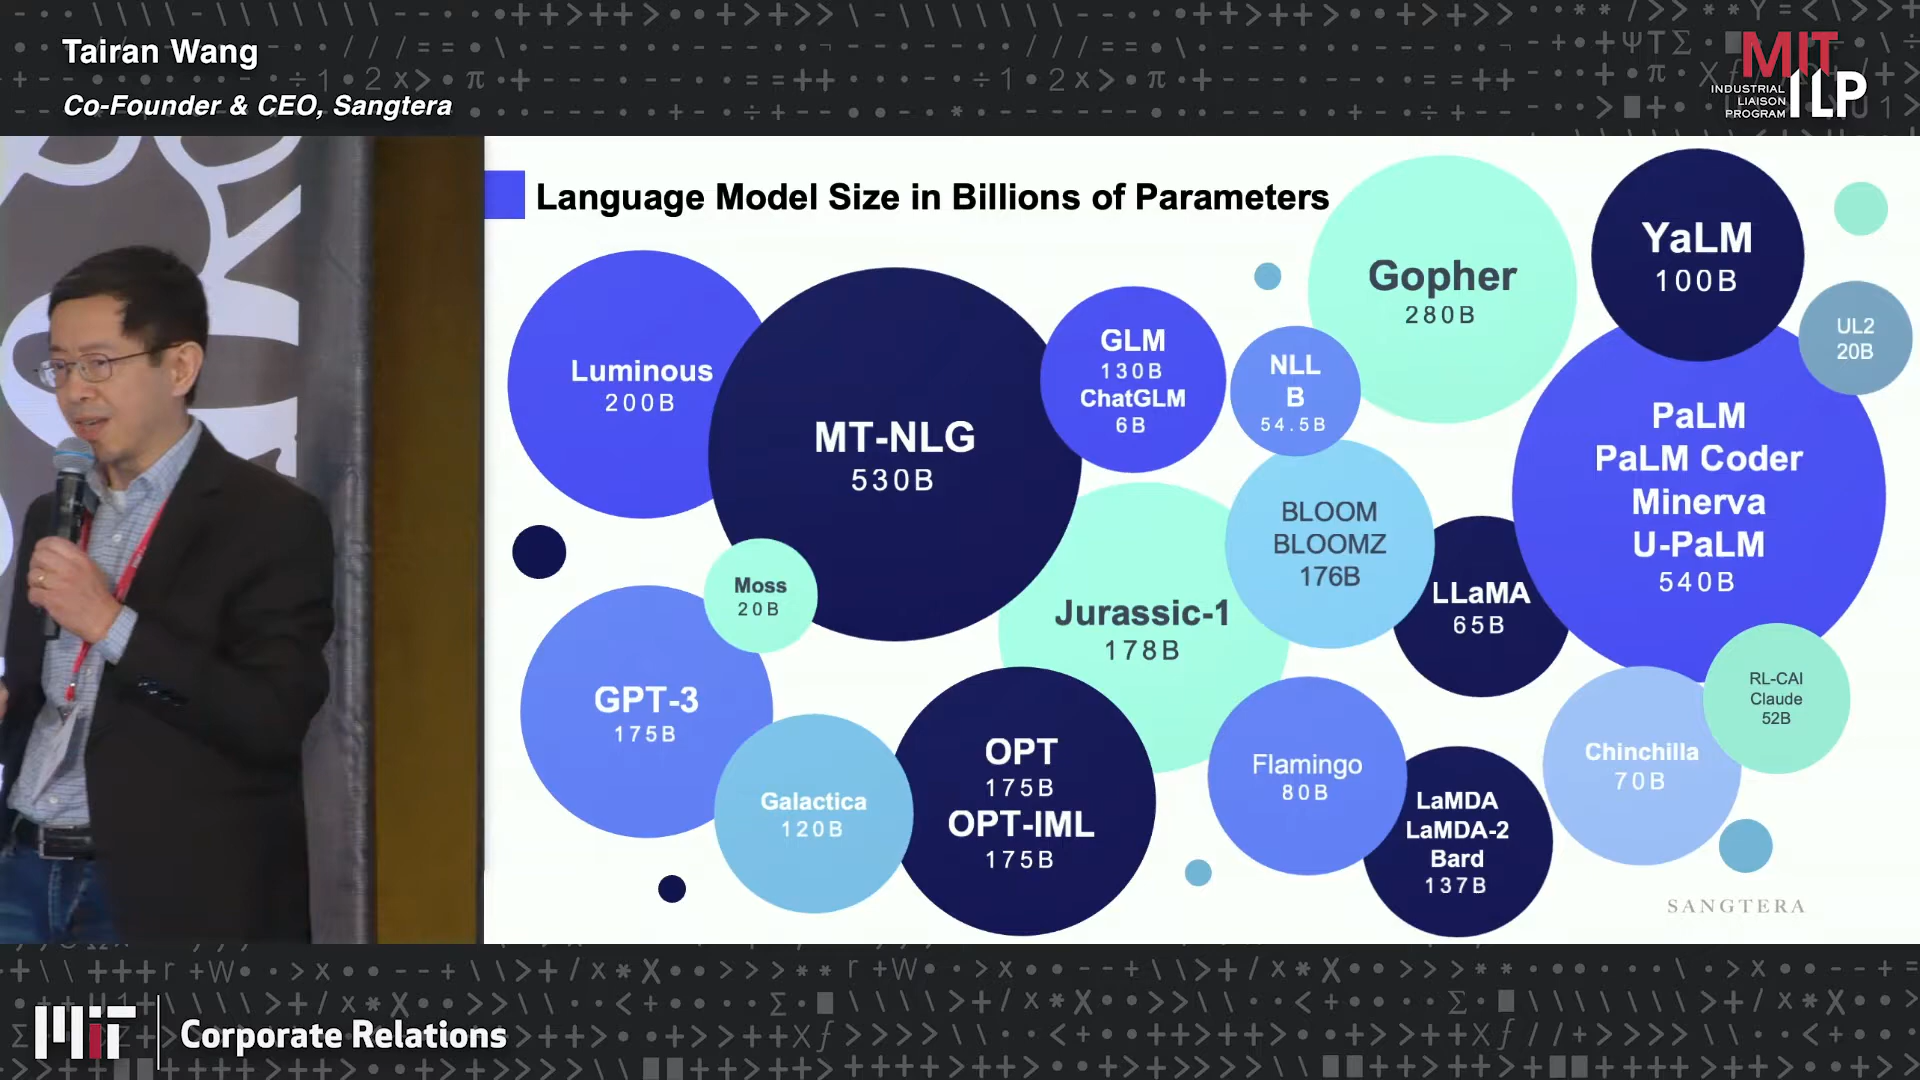 Tairan Wang
Co-Founder & CEO, Sangtera
MIT
INDUSTRIAL
LIAISON
PROGRAM
ILP
Language Model Size in Billions of Parameters
Luminous
200B
MT-NLG
530B
GLM
130B
ChatGLM
6B
NLL
B
54.5B
Gopher
280B
YaLM
100B
UL2
20B
PaLM
PaLM Coder
Minerva
U-PaLM
540B
Moss
20B
Jurassic-1
178B
BLOOM
BLOOMZ
176B
LLaMA
65B
GPT-3
175B
Galactica
120B
OPT
175B
OPT-IML
175B
Flamingo
80B
LaMDA
LaMDA-2
Bard
137B
Chinchilla
70B
RL-CAI
Claude
52B
SANGTERA
MIT
Corporate Relations